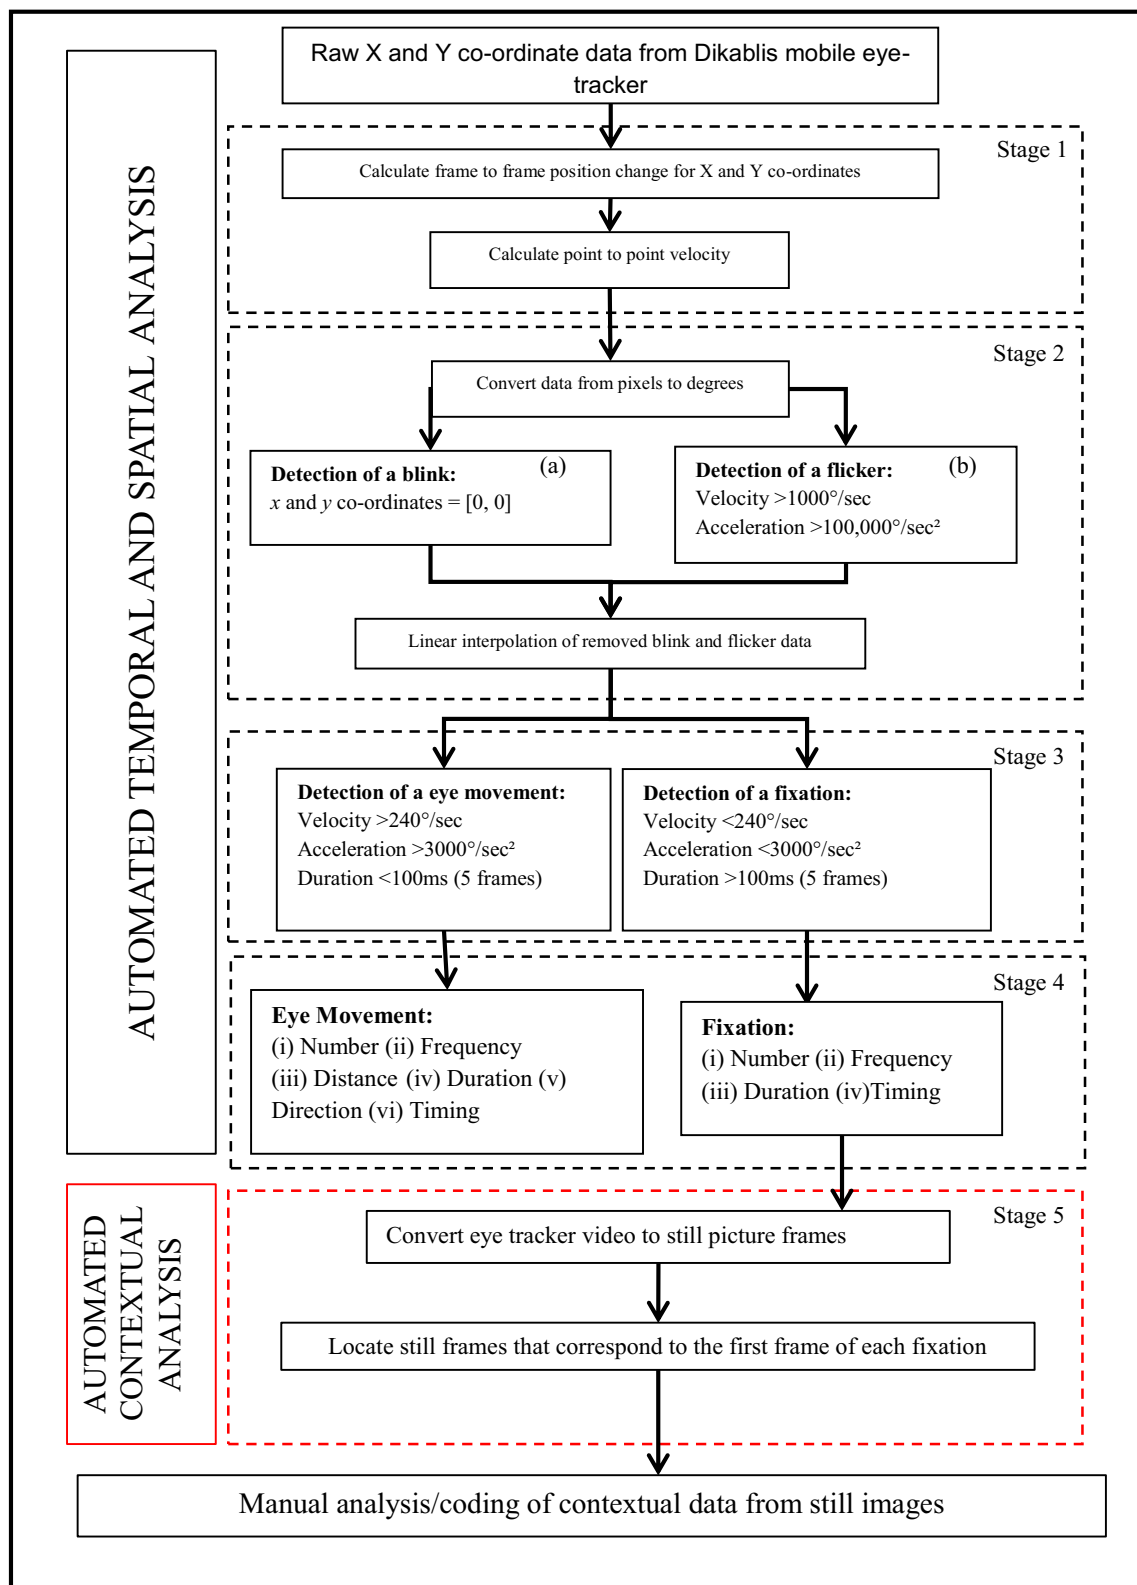 Raw X and Y co-ordinate data from Dikablis mobile eye-
tracker
AUTOMATED TEMPORAL AND SPATIAL ANALYSIS
Stage 1
Calculate frame to frame position change for X and Y co-ordinates
Calculate point to point velocity
Stage 2
Convert data from pixels to degrees
Detection of a blink: (a)
x and y co-ordinates = [0, 0]
Detection of a flicker: (b)
Velocity >1000°/sec
Acceleration >100,000°/sec²
Linear interpolation of removed blink and flicker data
Stage 3
Detection of a eye movement:
Velocity >240°/sec
Acceleration >3000°/sec²
Duration <100ms (5 frames)
Detection of a fixation:
Velocity <240°/sec
Acceleration <3000°/sec²
Duration >100ms (5 frames)
Stage 4
Eye Movement:
(i) Number (ii) Frequency
(iii) Distance (iv) Duration (v)
Direction (vi) Timing
Fixation:
(i) Number (ii) Frequency
(iii) Duration (iv)Timing
AUTOMATED
CONTEXTUAL
ANALYSIS
Stage 5
Convert eye tracker video to still picture frames
Locate still frames that correspond to the first frame of each fixation
Manual analysis/coding of contextual data from still images